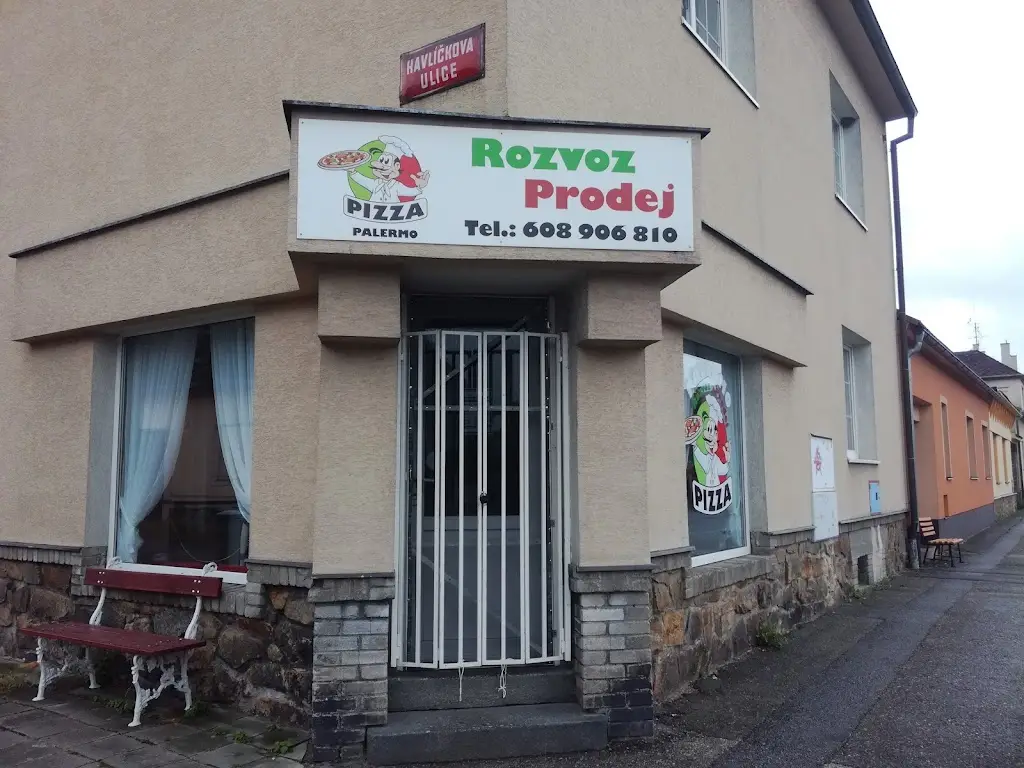 HAVLÍČKOVA
ULICE
PIZZA
PALERMO
Rozvoz
Prodej
Tel.: 608 906 810
PIZZA